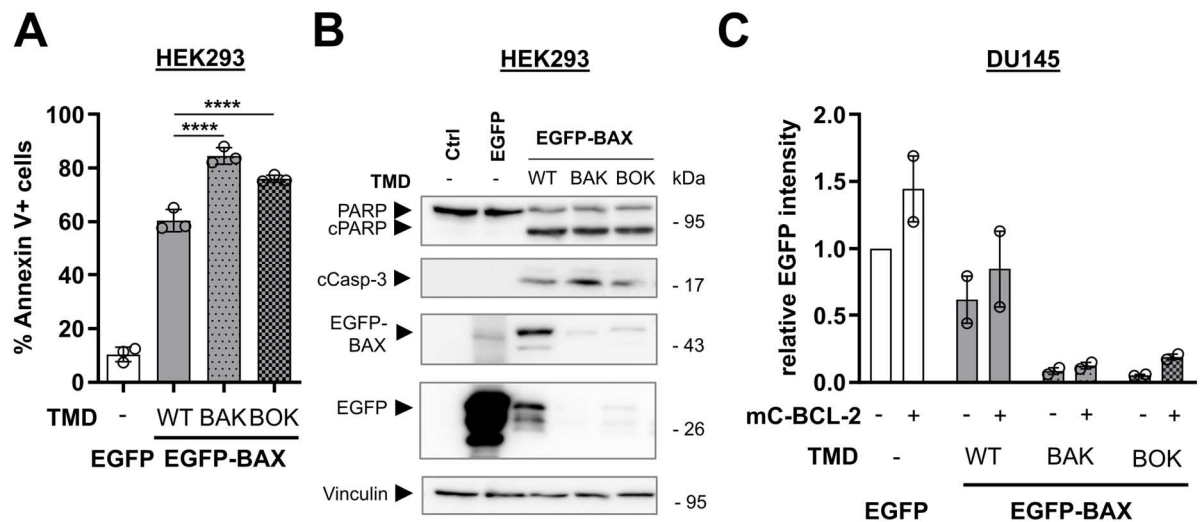 A
HEK293
****
****
% Annexin V+ cells
100
80
60
40
20
0
TMD - WT BAK BOK
EGFP EGFP-BAX
B
HEK293
Ctrl
EGFP
EGFP-BAX
TMD - - WT BAK BOK kDa
PARP
cPARP
- 95
cCasp-3
- 17
EGFP-
BAX
- 43
EGFP
- 26
Vinculin
- 95
C
DU145
relative EGFP intensity
2.0
1.5
1.0
0.5
0.0
mC-BCL-2 - + - + - + - +
TMD - WT BAK BOK
EGFP EGFP-BAX